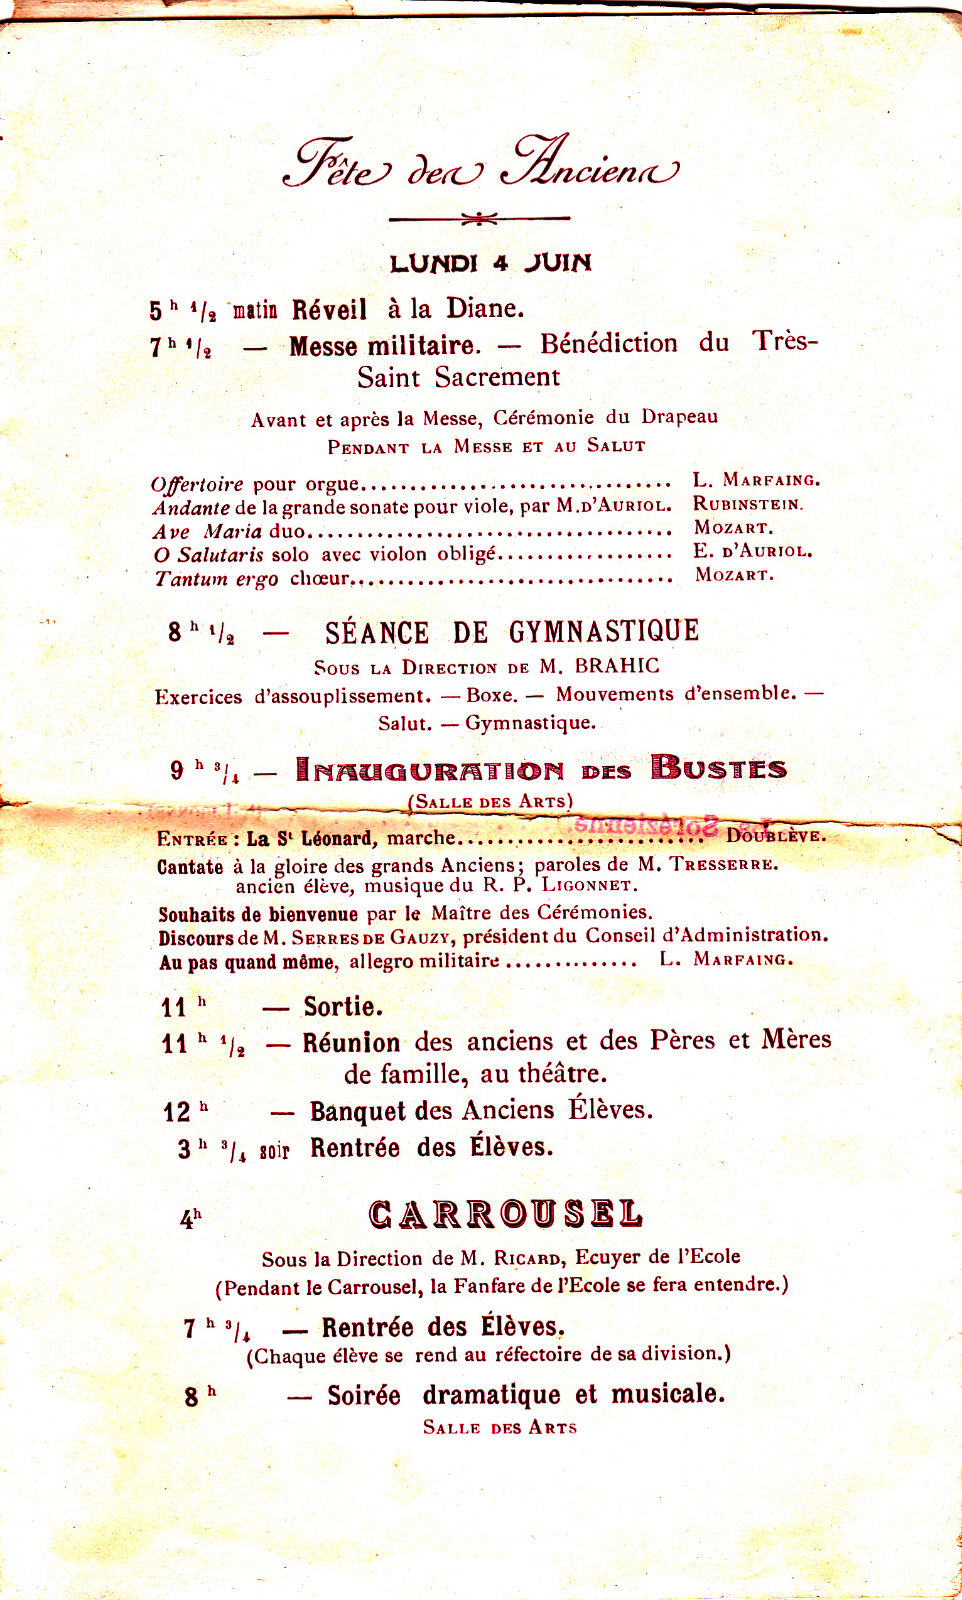 Fête des Anciens
LUNDI 4 JUIN
5 h 1/2 matin Réveil à la Diane.
7 h 1/2 — Messe militaire. — Bénédiction du Très-
Saint Sacrement
Avant et après la Messe, Cérémonie du Drapeau
PENDANT LA MESSE ET AU SALUT
Offertoire pour orgue.............................. L. MARFAING.
Andante de la grande sonate pour viole, par M. D'AURIOL. RUBINSTEIN.
Ave Maria duo.................................... MOZART.
O Salutaris solo avec violon obligé.................. E. D'AURIOL.
Tantum ergo chœur................................ MOZART.
8 h 1/2 — SÉANCE DE GYMNASTIQUE
SOUS LA DIRECTION DE M. BRAHIC
Exercices d'assouplissement. — Boxe. — Mouvements d'ensemble. —
Salut. — Gymnastique.
9 h 3/4 — INAUGURATION DES BUSTES
(SALLE DES ARTS)
ENTRÉE : La St Léonard, marche......................... DOUBLÈVE.
Cantate à la gloire des grands Anciens; paroles de M. TRESSERRE.
ancien élève, musique du R. P. LIGONNET.
Souhaits de bienvenue par le Maître des Cérémonies.
Discours de M. SERRES DE GAUZY, président du Conseil d'Administration.
Au pas quand même, allegro militaire .............. L. MARFAING.
11 h — Sortie.
11 h 1/2 — Réunion des anciens et des Pères et Mères
de famille, au théâtre.
12 h — Banquet des Anciens Élèves.
3 h 3/4 soir Rentrée des Élèves.
4h CARROUSEL
Sous la Direction de M. RICARD, Ecuyer de l'Ecole
(Pendant le Carrousel, la Fanfare de l'Ecole se fera entendre.)
7 h 3/4 — Rentrée des Élèves.
(Chaque élève se rend au réfectoire de sa division.)
8 h — Soirée dramatique et musicale.
SALLE DES ARTS